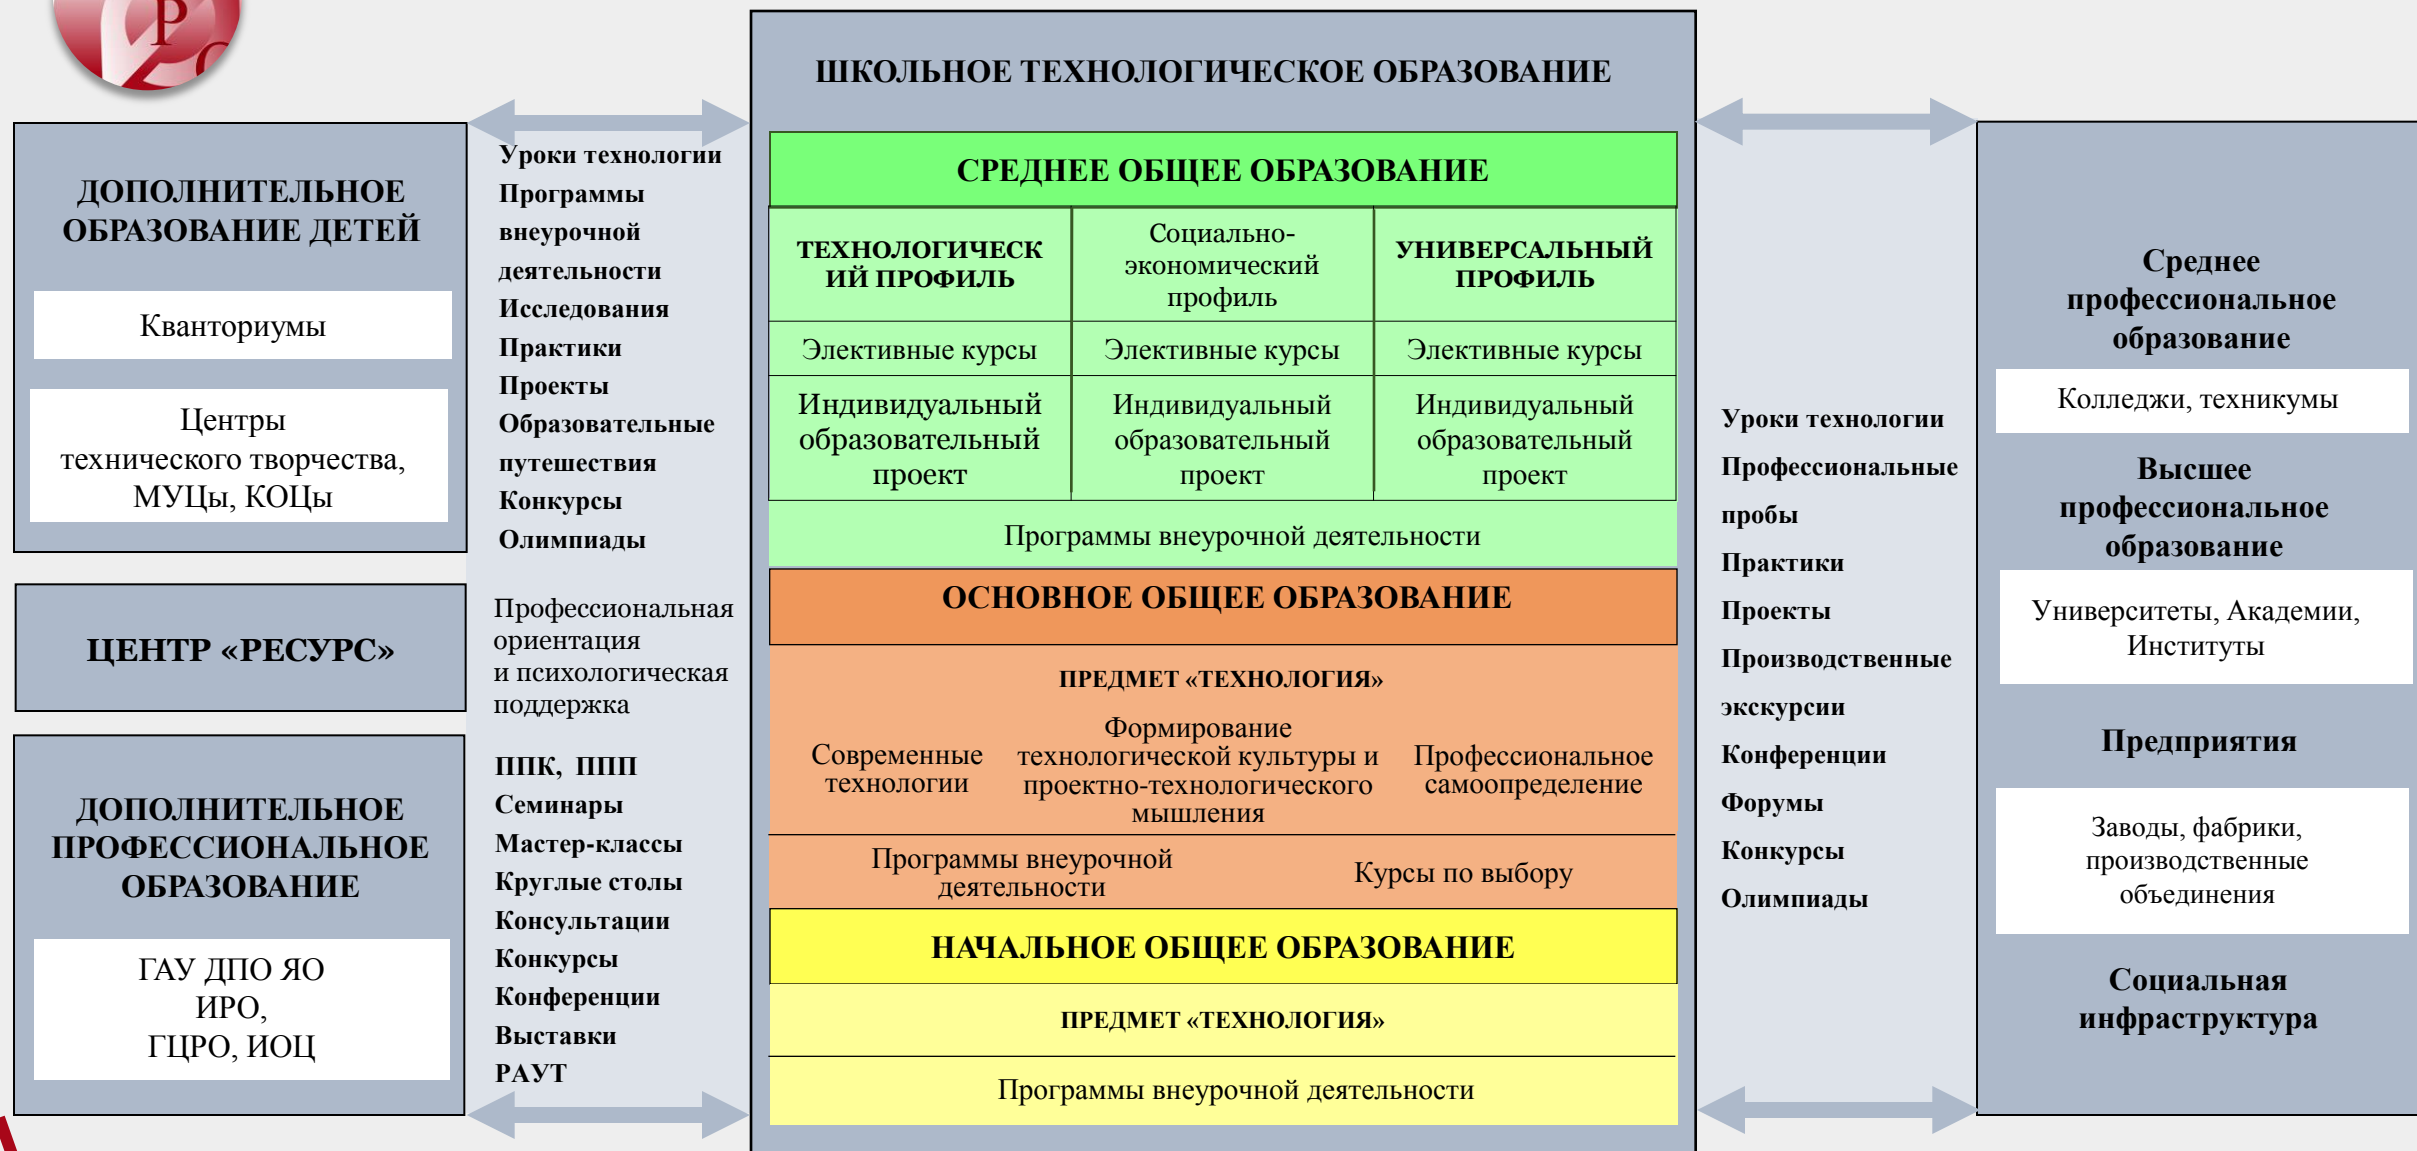 Р
С
ДОПОЛНИТЕЛЬНОЕ
ОБРАЗОВАНИЕ ДЕТЕЙ
Кванториумы
Центры
технического творчества,
МУЦы, КОЦы
ЦЕНТР «РЕСУРС»
ДОПОЛНИТЕЛЬНОЕ
ПРОФЕССИОНАЛЬНОЕ
ОБРАЗОВАНИЕ
ГАУ ДПО ЯО
ИРО,
ГЦРО, ИОЦ
Уроки технологии
Программы
внеурочной
деятельности
Исследования
Практики
Проекты
Образовательные
путешествия
Конкурсы
Олимпиады
Профессиональная
ориентация
и психологическая
поддержка
ППК, ППП
Семинары
Мастер-классы
Круглые столы
Консультации
Конкурсы
Конференции
Выставки
РАУТ
ШКОЛЬНОЕ ТЕХНОЛОГИЧЕСКОЕ ОБРАЗОВАНИЕ
СРЕДНЕЕ ОБЩЕЕ ОБРАЗОВАНИЕ
ТЕХНОЛОГИЧЕСК
ИЙ ПРОФИЛЬ
Социально-
экономический
профиль
УНИВЕРСАЛЬНЫЙ
ПРОФИЛЬ
Элективные курсы
Элективные курсы
Элективные курсы
Индивидуальный
образовательный
проект
Индивидуальный
образовательный
проект
Индивидуальный
образовательный
проект
Программы внеурочной деятельности
ОСНОВНОЕ ОБЩЕЕ ОБРАЗОВАНИЕ
ПРЕДМЕТ «ТЕХНОЛОГИЯ»
Современные
технологии
Формирование
технологической культуры и
проектно-технологического
мышления
Профессиональное
самоопределение
Программы внеурочной
деятельности
Курсы по выбору
НАЧАЛЬНОЕ ОБЩЕЕ ОБРАЗОВАНИЕ
ПРЕДМЕТ «ТЕХНОЛОГИЯ»
Программы внеурочной деятельности
Уроки технологии
Профессиональные
пробы
Практики
Проекты
Производственные
экскурсии
Конференции
Форумы
Конкурсы
Олимпиады
Среднее
профессиональное
образование
Колледжи, техникумы
Высшее
профессиональное
образование
Университеты, Академии,
Институты
Предприятия
Заводы, фабрики,
производственные
объединения
Социальная
инфраструктура